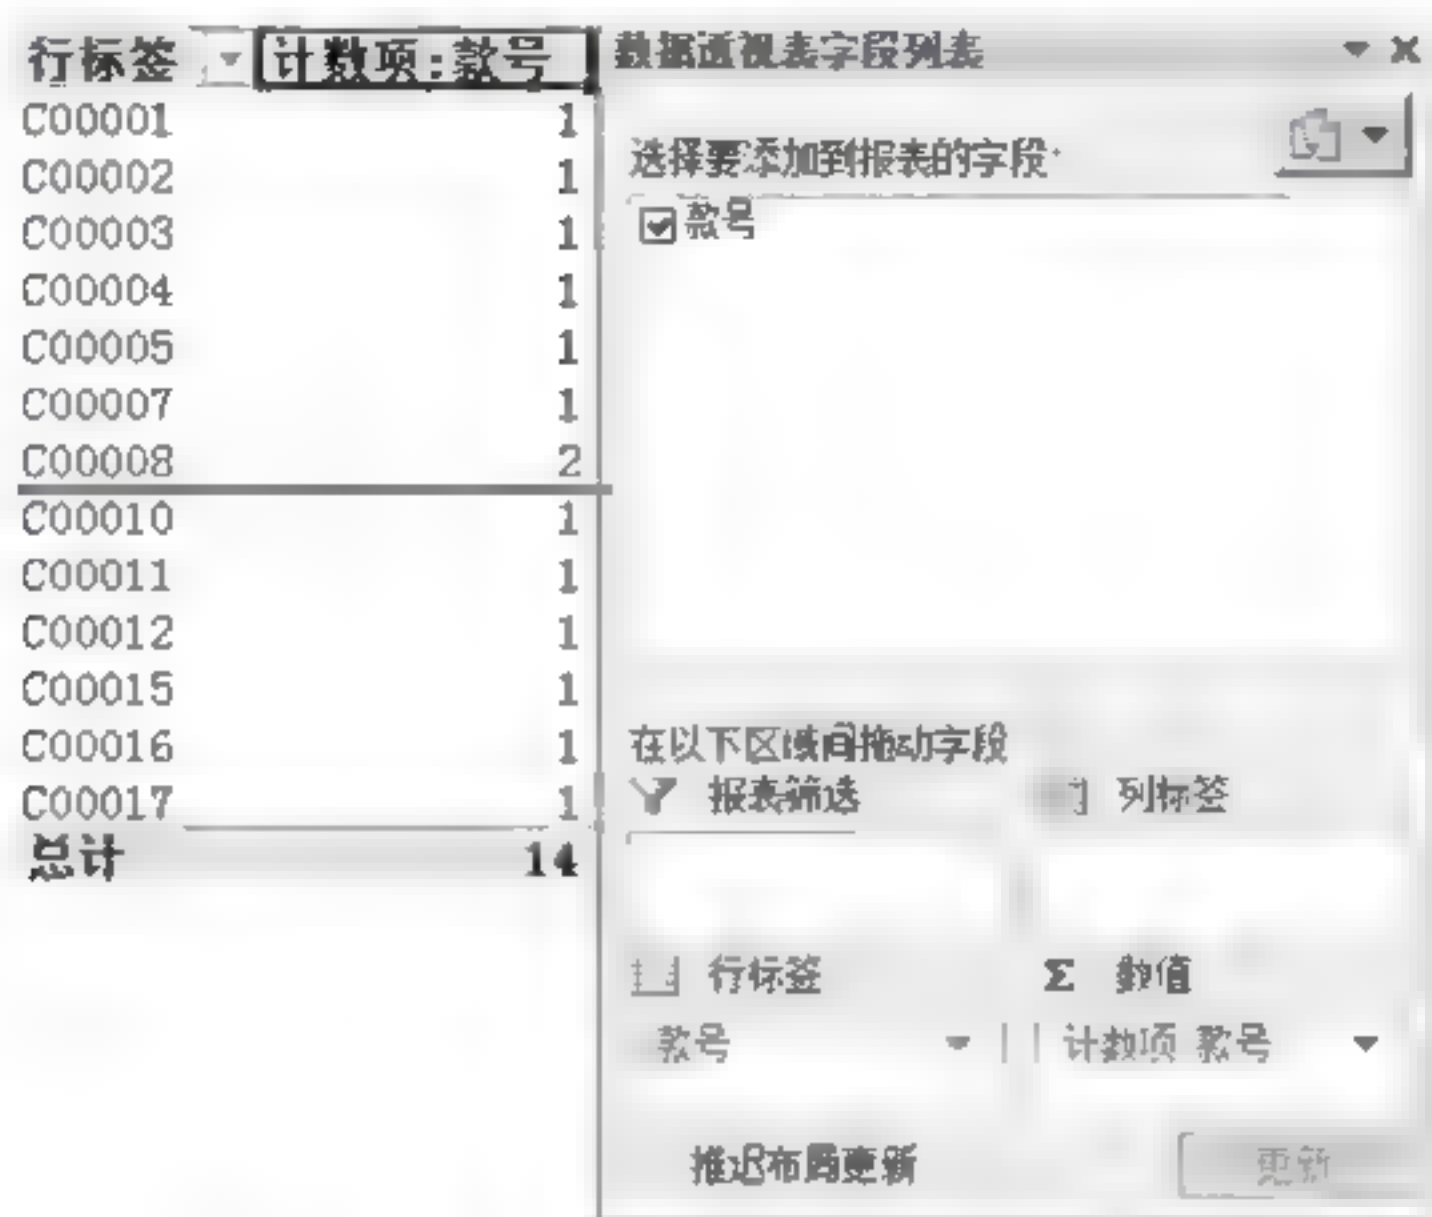 行标签 计数项:款号
C00001 1
C00002 1
C00003 1
C00004 1
C00005 1
C00007 1
C00008 2
C00010 1
C00011 1
C00012 1
C00015 1
C00016 1
C00017 1
总计 14
数据透视表字段列表
选择要添加到报表的字段:
款号
在以下区域间拖动字段
报表筛选 列标签
行标签 Σ 数值
款号 计数项 款号
推迟布局更新 更新